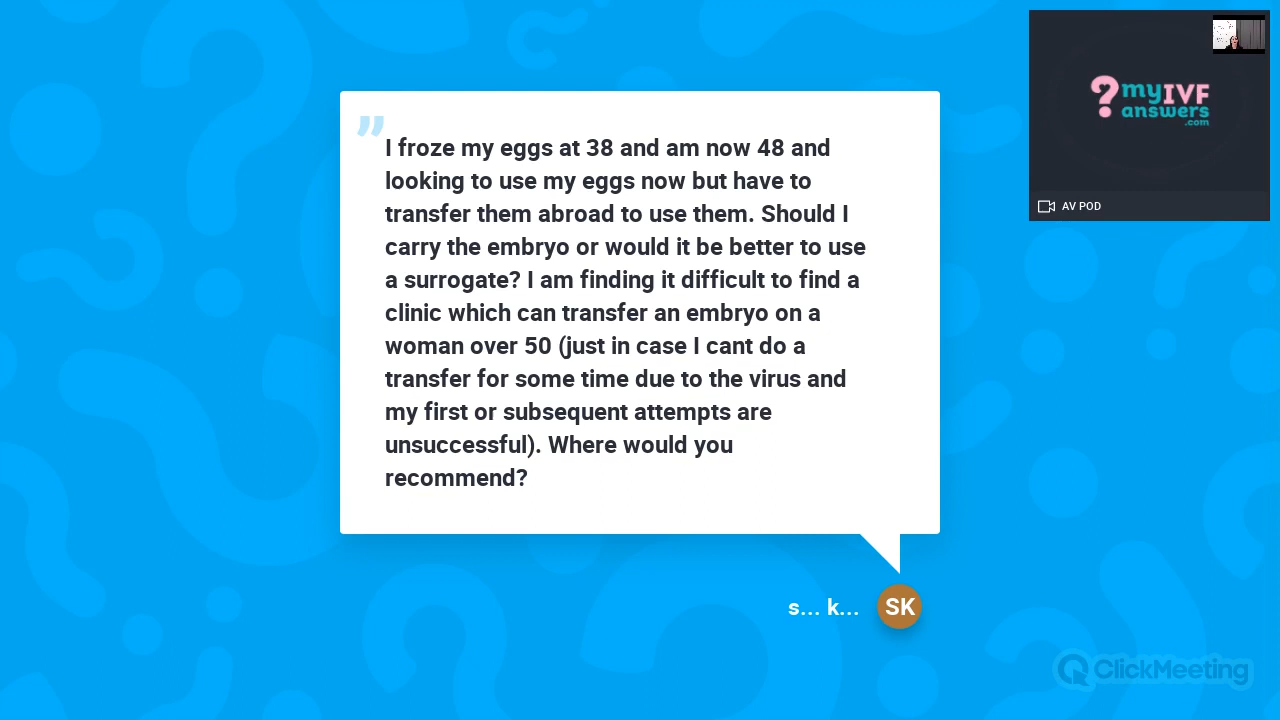 I froze my eggs at 38 and am now 48 and
looking to use my eggs now but have to
transfer them abroad to use them. Should I
carry the embryo or would it be better to use
a surrogate? I am finding it difficult to find a
clinic which can transfer an embryo on a
woman over 50 (just in case I cant do a
transfer for some time due to the virus and
my first or subsequent attempts are
unsuccessful). Where would you
recommend?
s... k...
SK
?myIVF
answers
.com
AV POD
ClickMeeting